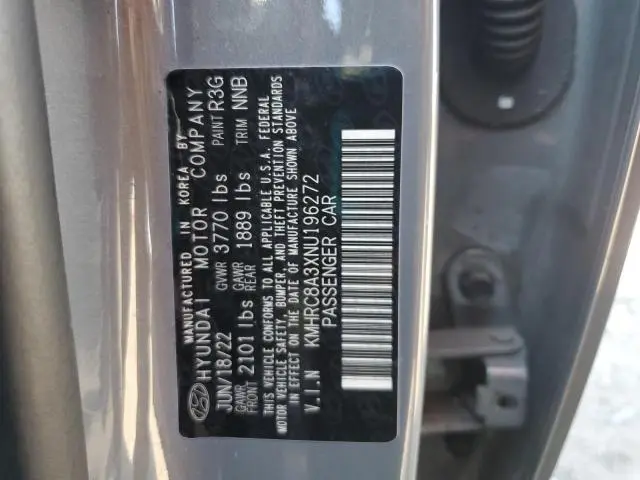 MANUFACTURED IN KOREA BY
HYUNDAI MOTOR COMPANY
JUN/18/22 GVWR 3770 lbs PAINT R3G
GAWR FRONT 2101 lbs GAWR REAR 1889 lbs TRIM NNB
THIS VEHICLE CONFORMS TO ALL APPLICABLE U.S.A. FEDERAL
MOTOR VEHICLE SAFETY, BUMPER, AND THEFT PREVENTION STANDARDS
IN EFFECT ON THE DATE OF MANUFACTURE SHOWN ABOVE
V.I.N KMHRC8A3XNU196272
PASSENGER CAR